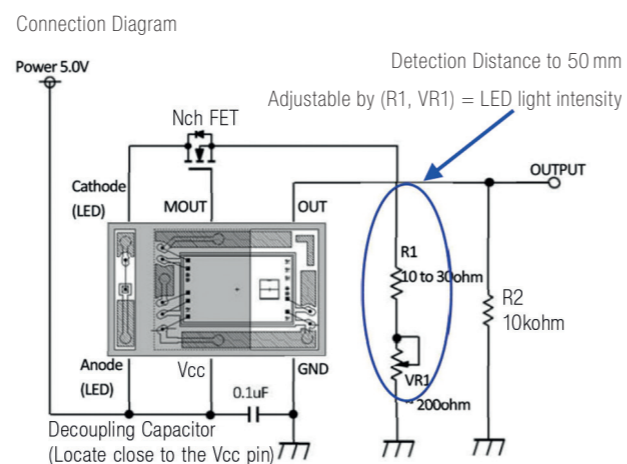 Connection Diagram
Power 5.0V
Detection Distance to 50 mm
Adjustable by (R1, VR1) = LED light intensity
Nch FET
OUTPUT
Cathode
(LED)
MOUT
OUT
R1
10 to 30ohm
R2
10kohm
Anode
(LED)
Vcc
GND
VR1
~ 200ohm
0.1uF
Decoupling Capacitor
(Locate close to the Vcc pin)